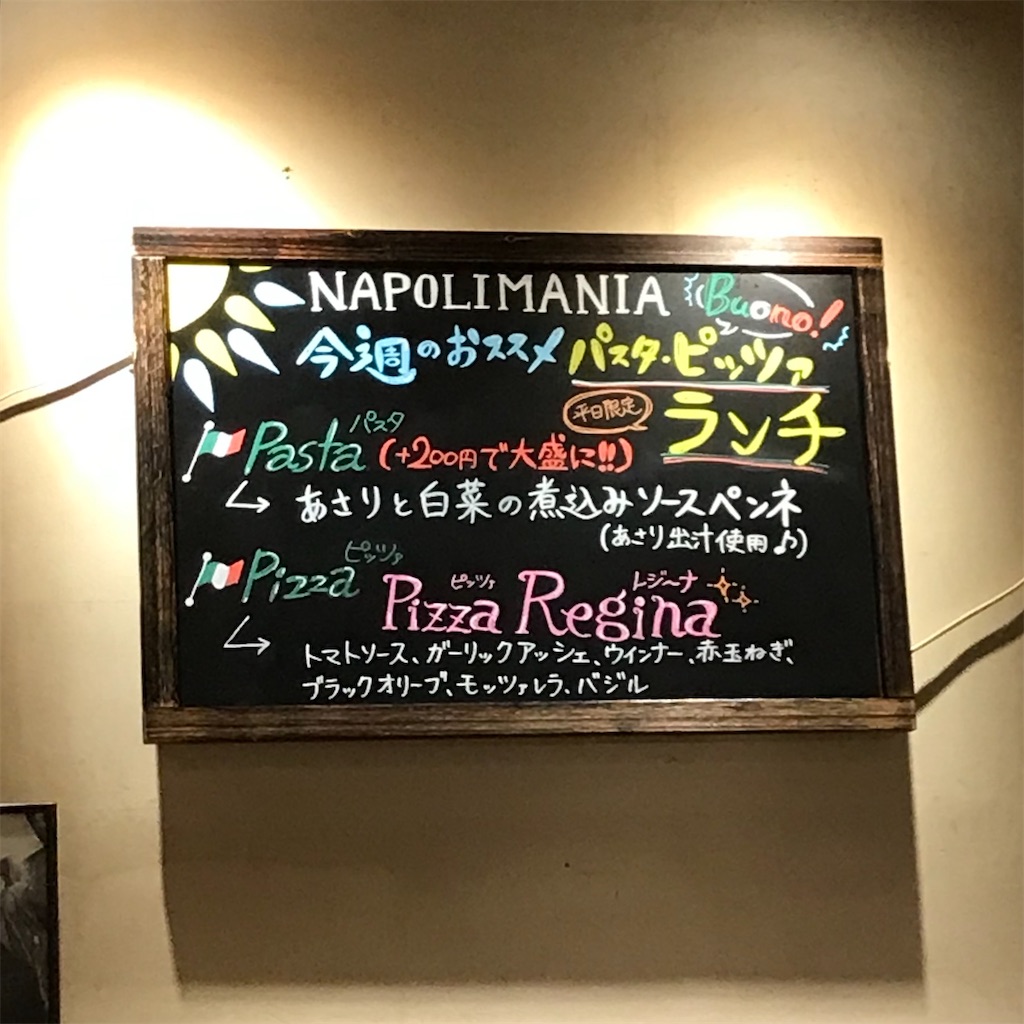 NAPOLIMANIA Buono!
今週のおススメ パスタ・ピッツァ
平日限定 ランチ
パスタ
Pasta (+200円で大盛に!!)
↪ あさりと白菜の煮込みソースペンネ
(あさり出汁使用♪)
ピッツァ
Pizza
ピッツァ レジーナ
Pizza Regina
↪ トマトソース、ガーリックアッシェ、ウインナー、赤玉ねぎ、
ブラックオリーブ、モッツァレラ、バジル